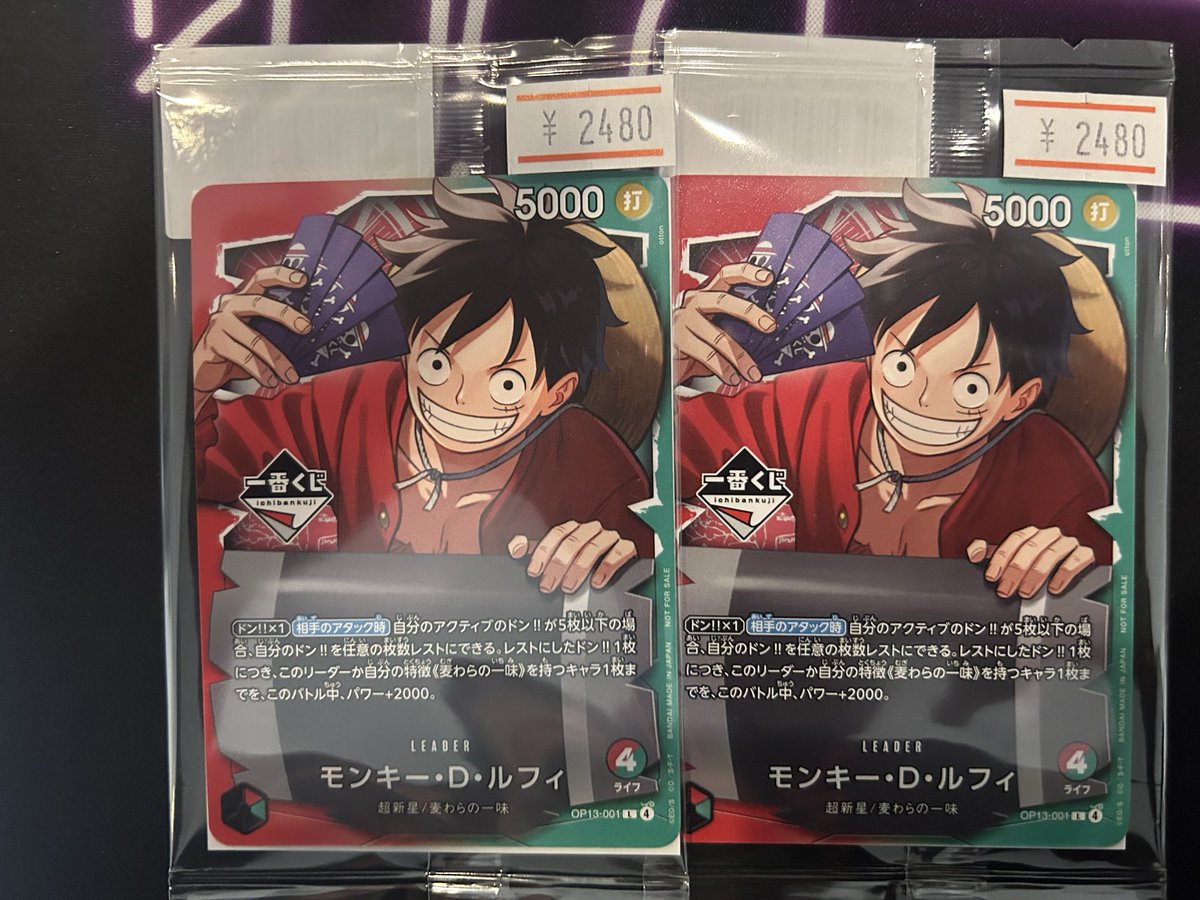 ¥ 2480
5000 打
otton
一番くじ
ichibankuji
ドン!!×1 相手のアタック時 自分のアクティブのドン!!が5枚以下の場
合、自分のドン!!を任意の枚数レストにできる。レストにしたドン!!1枚
につき、このリーダーか自分の特徴《麦わらの一味》を持つキャラ1枚ま
でを、このバトル中、パワー+2000。
LEADER
モンキー・D・ルフィ
超新星/麦わらの一味
4
ライフ
OP13-001 L 4
©E.O/S ©O. S・F・T BANDAI MADE IN JAPAN NOT FOR SALE
¥ 2480
5000 打
otton
一番くじ
ichibankuji
ドン!!×1 相手のアタック時 自分のアクティブのドン!!が5枚以下の場
合、自分のドン!!を任意の枚数レストにできる。レストにしたドン!!1枚
につき、このリーダーか自分の特徴《麦わらの一味》を持つキャラ1枚ま
でを、このバトル中、パワー+2000。
LEADER
モンキー・D・ルフィ
超新星/麦わらの一味
4
ライフ
OP13-001 L 4
©E.O/S ©O. S・F・T BANDAI MADE IN JAPAN NOT FOR SALE